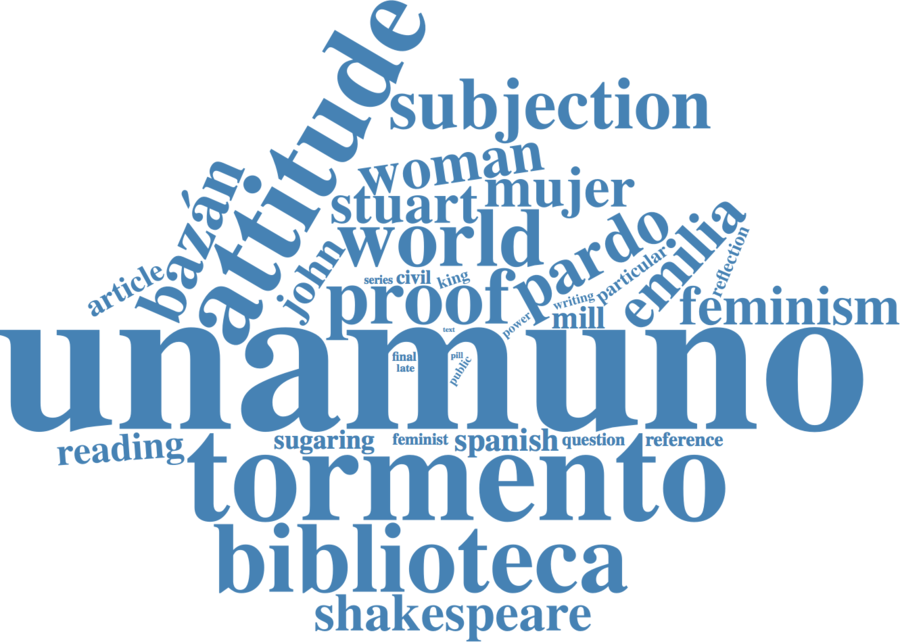 attitude
subjection
woman
mujer
stuart
bazán
world
pardo
emilia
john
article
series
civil
king
particular
reflection
proof
writing
feminism
mill
power
text
unamuno
final
pill
late
public
reading
sugaring
feminist
spanish
question
reference
tormento
biblioteca
shakespeare